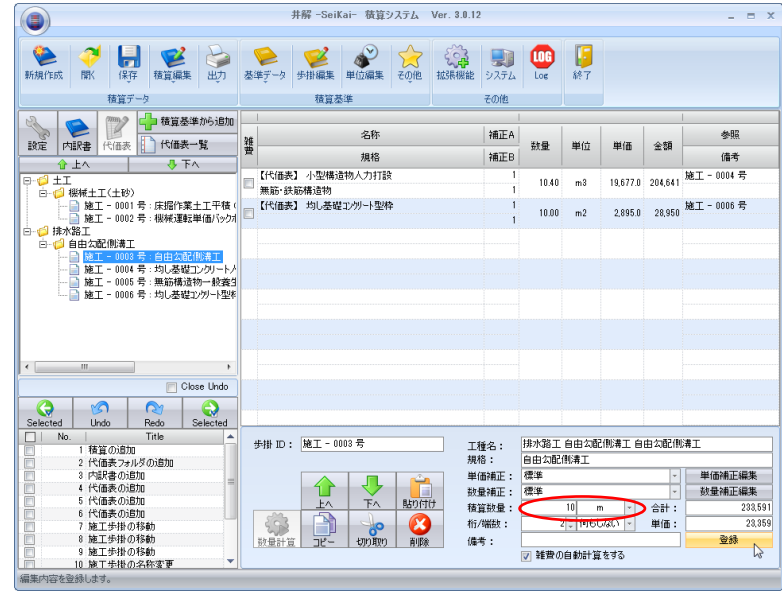 井解 -SeiKai- 積算システム Ver. 3.0.12
新規作成 開く 保存 積算編集 出力 基準データ 歩掛編集 単位編集 その他 拡張機能 システム Log 終了
積算データ 積算基準 その他
設定 内訳書 代価表 積算基準から追加
代価表一覧
上へ 下へ
土工
機械土工(土砂)
施工 - 0001 号 : 床掘作業土工平積(
施工 - 0002 号 : 機械運転単価バックホ
排水路工
自由勾配側溝工
施工 - 0003 号 : 自由勾配側溝工
施工 - 0004 号 : 均し基礎コンクリート人
施工 - 0005 号 : 無筋構造物一般養生
施工 - 0006 号 : 均し基礎コンクリート型枠
雑費 名称 補正A 数量 単位 単価 金額 参照
規格 補正B 備考
【代価表】 小型構造物人力打設 1 10.40 m3 19,677.0 204,641 施工 - 0004 号
無筋・鉄筋構造物 1
【代価表】 均し基礎コンクリート型枠 1 10.00 m2 2,895.0 28,950 施工 - 0006 号
1
Close Undo
Selected Undo Redo Selected
No. Title
1 積算の追加
2 代価表フォルダの追加
3 内訳書の追加
4 代価表の追加
5 代価表の追加
6 代価表の追加
7 施工歩掛の移動
8 施工歩掛の移動
9 施工歩掛の移動
10 施工歩掛の名称変更
歩掛 ID : 施工 - 0003 号
上へ 下へ 貼り付け
数量計算 コピー 切り取り 削除
工種名 : 排水路工 自由勾配側溝工 自由勾配側溝工
規格 : 自由勾配側溝工
単価補正 : 標準 単価補正編集
数量補正 : 標準 数量補正編集
積算数量 : 10 m 合計 : 233,591
桁/端数 : 2 何もしない 単価 : 23,359
備考 : 登録
雑費の自動計算をする
編集内容を登録します。